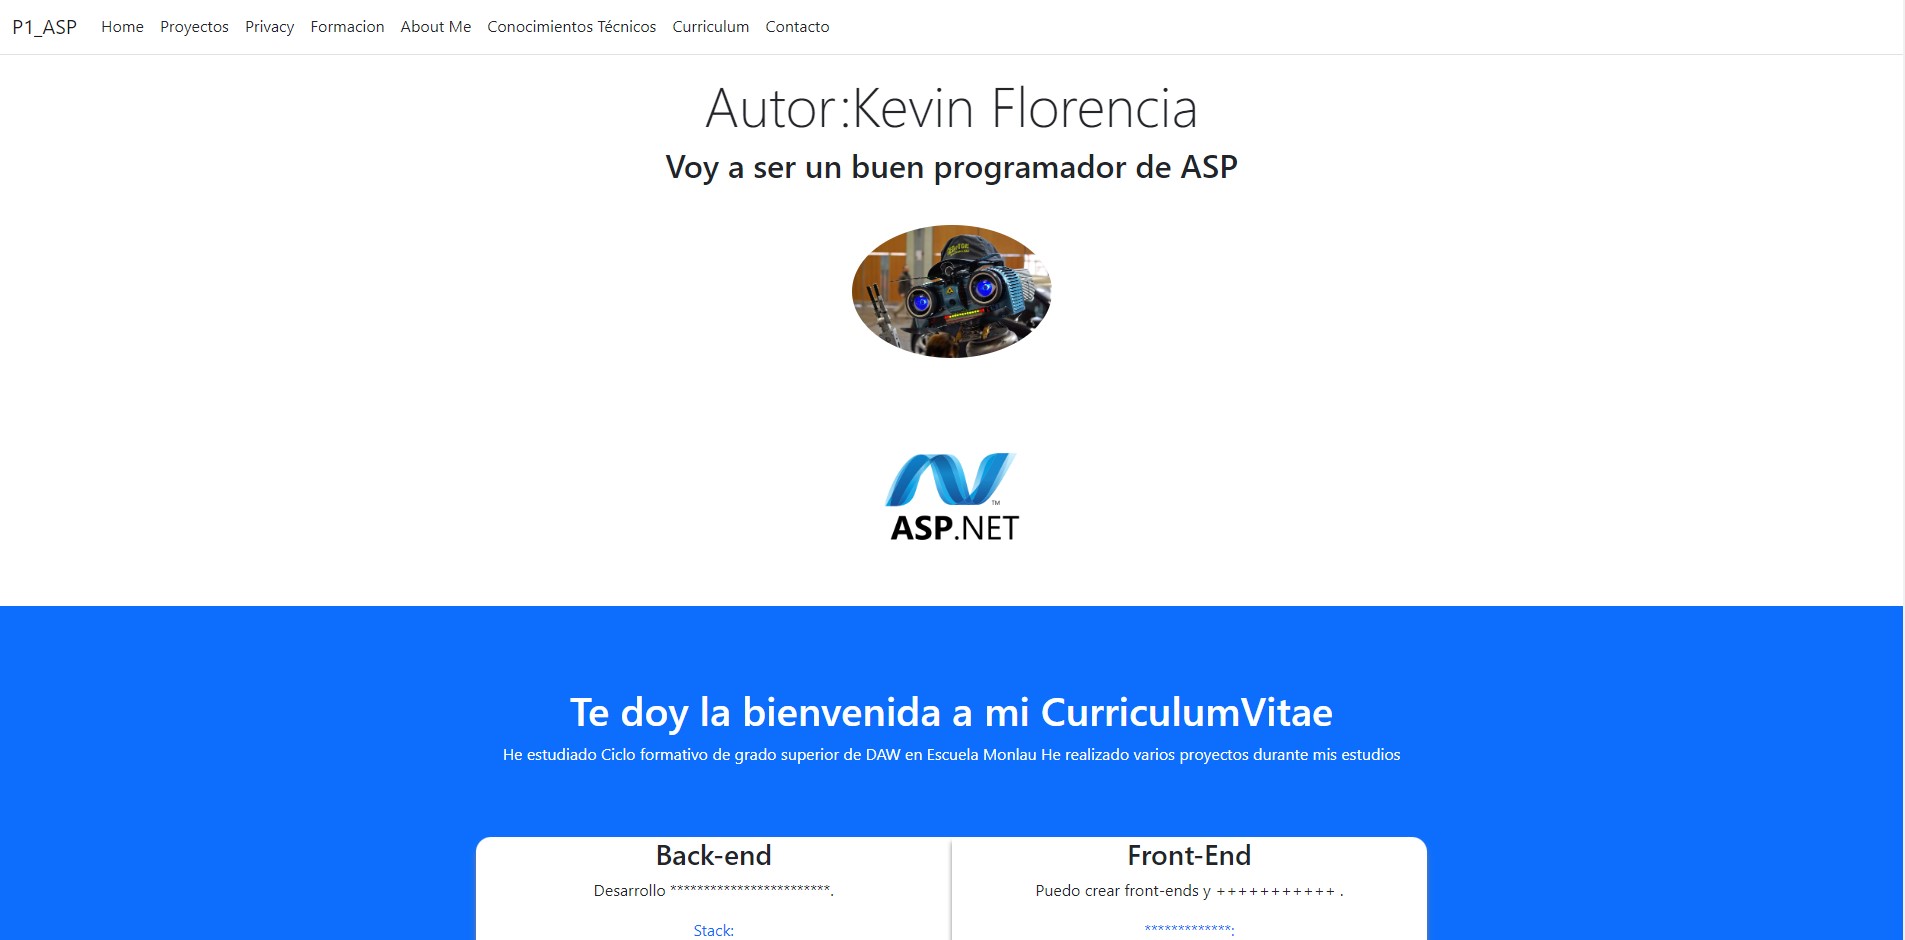 P1_ASP Home Proyectos Privacy Formacion About Me Conocimientos Técnicos Curriculum Contacto
Autor:Kevin Florencia
Voy a ser un buen programador de ASP
TM
ASP.NET
Te doy la bienvenida a mi CurriculumVitae
He estudiado Ciclo formativo de grado superior de DAW en Escuela Monlau He realizado varios proyectos durante mis estudios
Back-end
Desarrollo ************************.
Stack:
Front-End
Puedo crear front-ends y +++++++++++ .
*************: